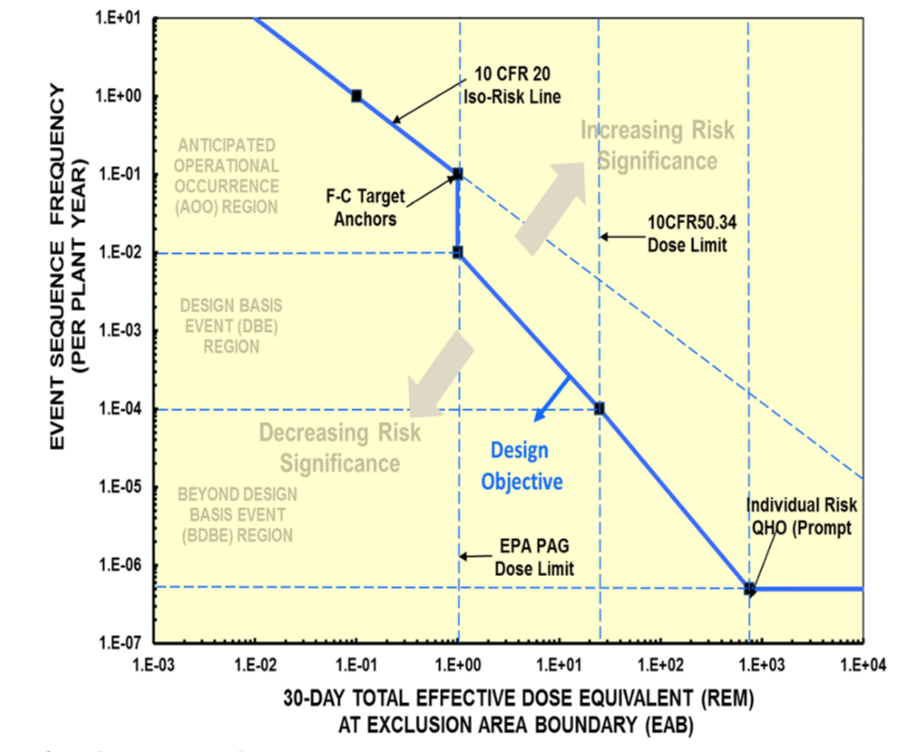 1.E+01
1.E+00
1.E-01
1.E-02
1.E-03
1.E-04
1.E-05
1.E-06
1.E-07
EVENT SEQUENCE FREQUENCY
(PER PLANT YEAR)
10 CFR 20
Iso-Risk Line
Increasing Risk
Significance
ANTICIPATED
OPERATIONAL
OCCURRENCE
(AOO) REGION
F-C Target
Anchors
10CFR50.34
Dose Limit
DESIGN BASIS
EVENT (DBE)
REGION
Decreasing Risk
Significance
Design
Objective
BEYOND DESIGN
BASIS EVENT
(BDBE) REGION
Individual Risk
QHO (Prompt
EPA PAG
Dose Limit
1.E-03 1.E-02 1.E-01 1.E+00 1.E+01 1.E+02 1.E+03 1.E+04
30-DAY TOTAL EFFECTIVE DOSE EQUIVALENT (REM)
AT EXCLUSION AREA BOUNDARY (EAB)